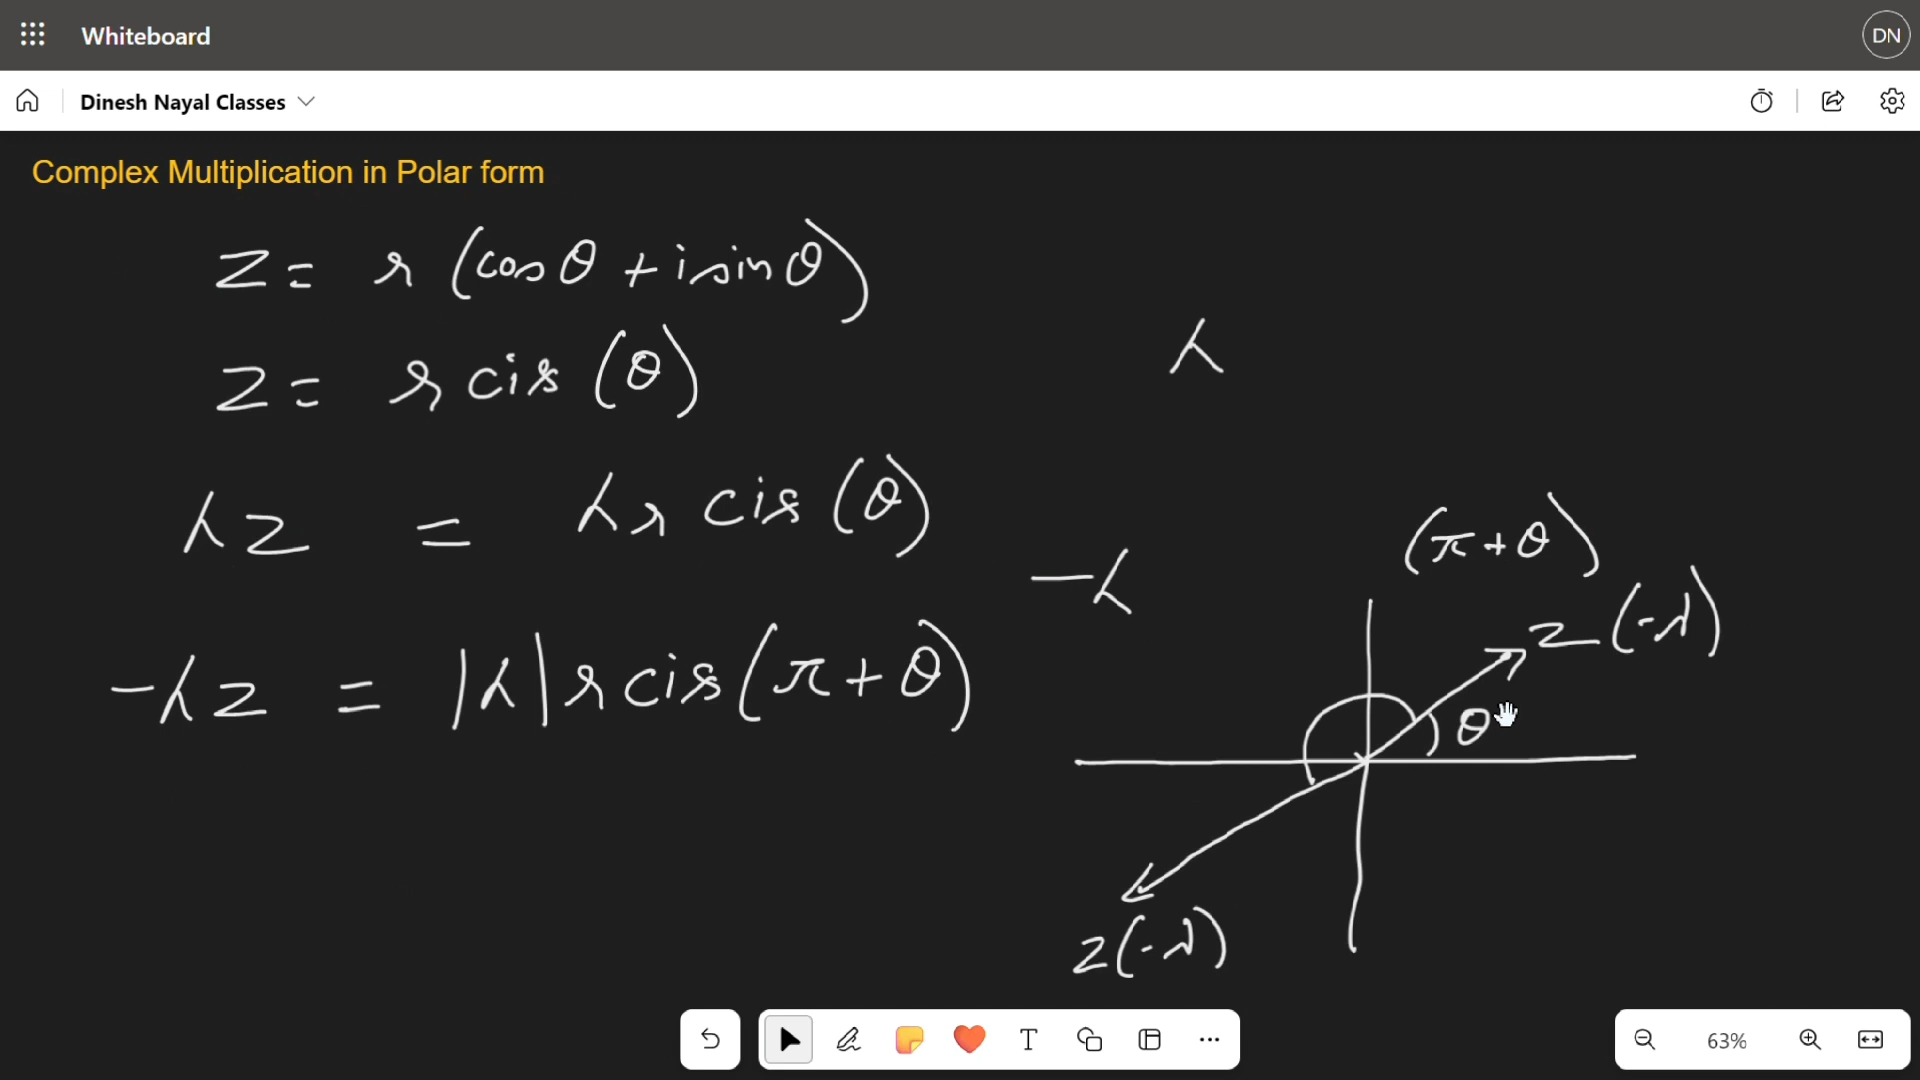 Whiteboard
DN
Dinesh Nayal Classes
Complex Multiplication in Polar form
z = r (cos θ + i sin θ)
z = r cis (θ)
λ
λz = λr cis (θ)
-λ
(π+θ)
z(-λ)
-λz = |λ| r cis (π+θ)
θ
z(-λ)
T
63%